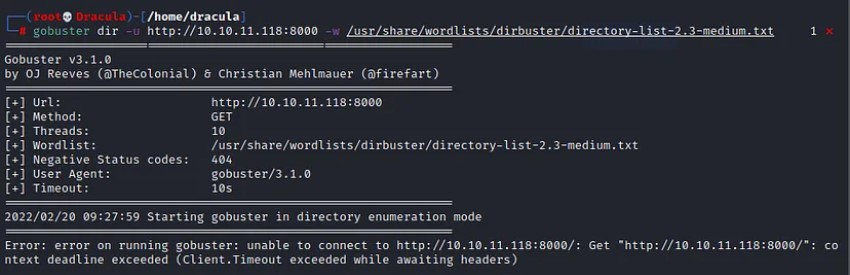 (root💀Dracula)-[/home/dracula]
# gobuster dir -u http://10.10.11.118:8000 -w /usr/share/wordlists/dirbuster/directory-list-2.3-medium.txt 1 ⨯
Gobuster v3.1.0
by OJ Reeves (@TheColonial) & Christian Mehlmauer (@firefart)
[+] Url: http://10.10.11.118:8000
[+] Method: GET
[+] Threads: 10
[+] Wordlist: /usr/share/wordlists/dirbuster/directory-list-2.3-medium.txt
[+] Negative Status codes: 404
[+] User Agent: gobuster/3.1.0
[+] Timeout: 10s
2022/02/20 09:27:59 Starting gobuster in directory enumeration mode
Error: error on running gobuster: unable to connect to http://10.10.11.118:8000/: Get "http://10.10.11.118:8000/": co
ntext deadline exceeded (Client.Timeout exceeded while awaiting headers)